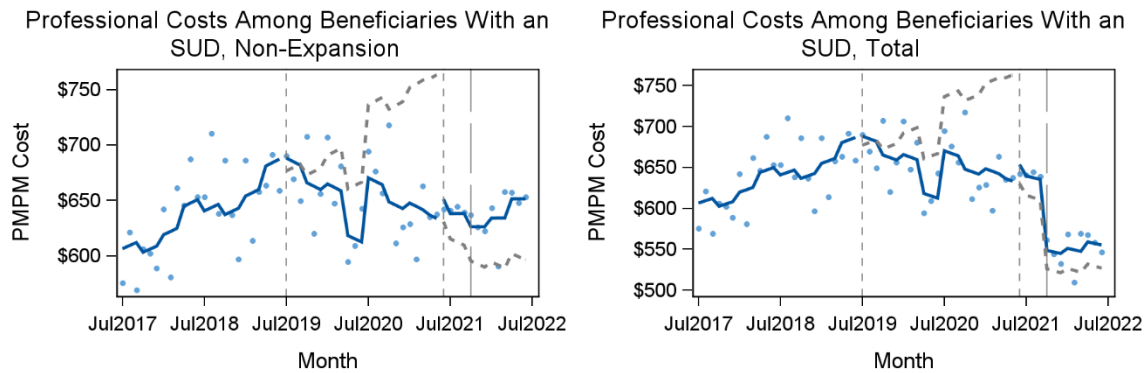 Professional Costs Among Beneficiaries With an
SUD, Non-Expansion
$750
$700
$650
$600
PMPM Cost
Jul2017 Jul2018 Jul2019 Jul2020 Jul2021 Jul2022
Month
Professional Costs Among Beneficiaries With an
SUD, Total
$750
$700
$650
$600
$550
$500
PMPM Cost
Jul2017 Jul2018 Jul2019 Jul2020 Jul2021 Jul2022
Month